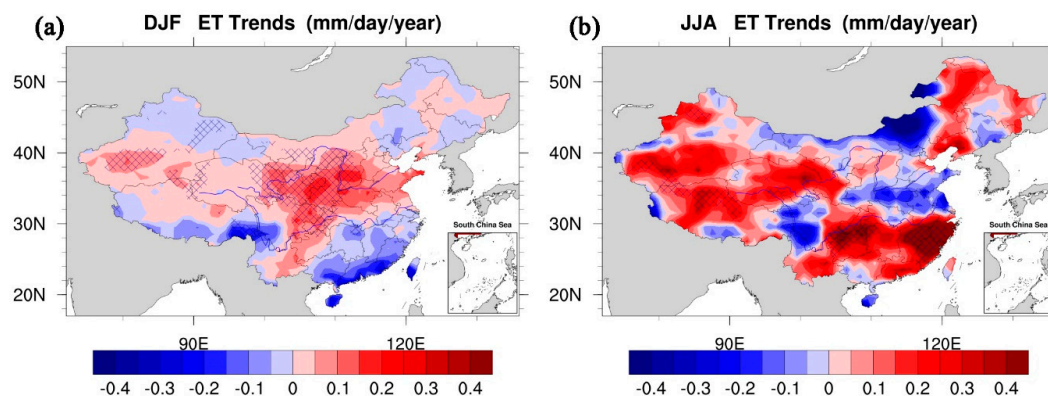 (a) DJF ET Trends (mm/day/year)
50N
40N
30N
20N
South China Sea
90E 120E
-0.4 -0.3 -0.2 -0.1 0 0.1 0.2 0.3 0.4
(b) JJA ET Trends (mm/day/year)
50N
40N
30N
20N
South China Sea
90E 120E
-0.4 -0.3 -0.2 -0.1 0 0.1 0.2 0.3 0.4